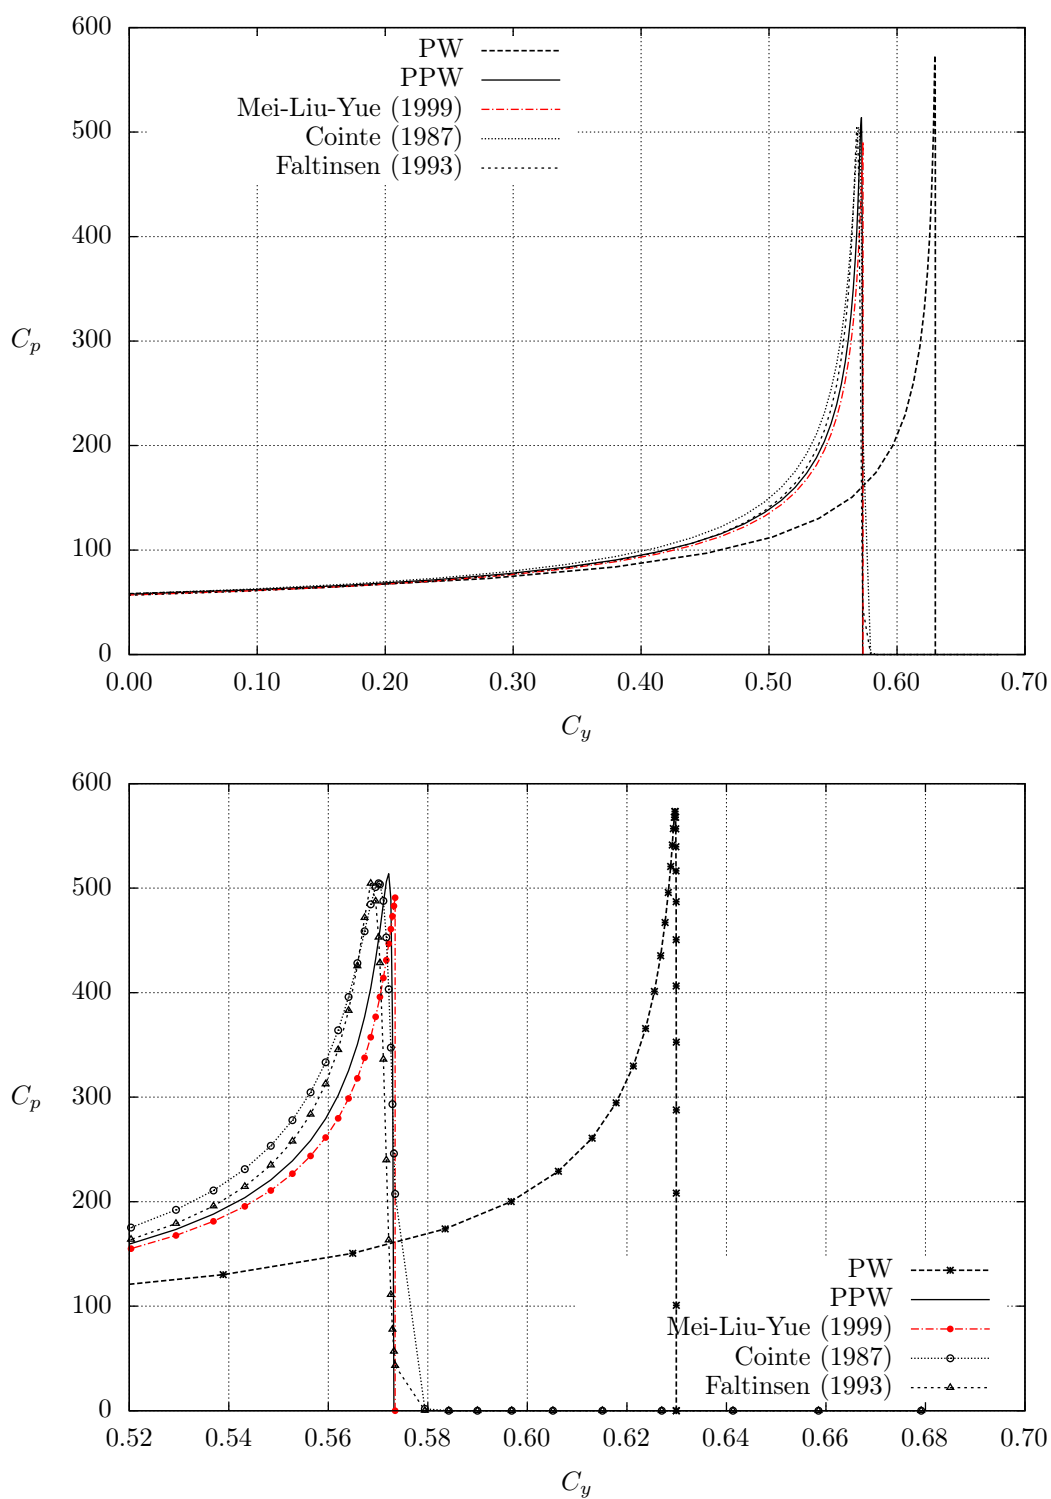 600
PW
PPW
Mei-Liu-Yue (1999)
500
Cointe (1987)
Faltinsen (1993)
400
C_p
300
200
100
0
0.00 0.10 0.20 0.30 0.40 0.50 0.60 0.70
C_y
600
500
400
C_p
300
200
PW
PPW
100
Mei-Liu-Yue (1999)
Cointe (1987)
Faltinsen (1993)
0
0.52 0.54 0.56 0.58 0.60 0.62 0.64 0.66 0.68 0.70
C_y